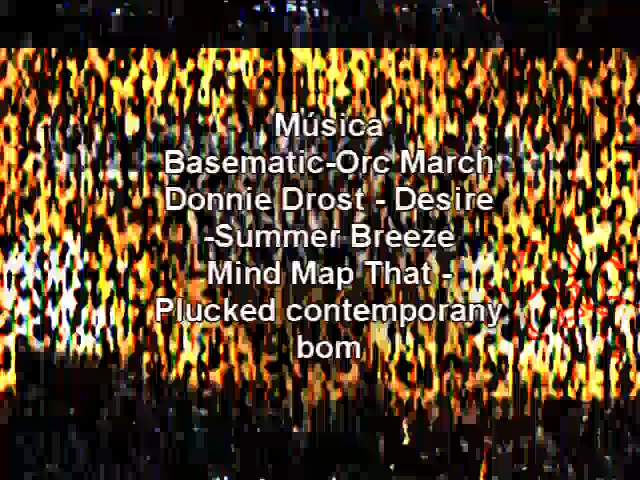 Música
Basematic-Orc March
Donnie Drost - Desire
-Summer Breeze
Mind Map That -
Plucked contemporany
bom